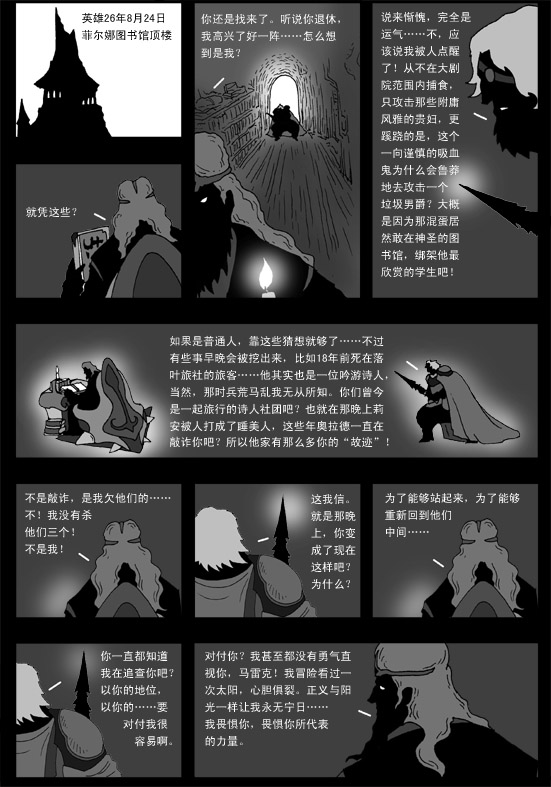 英雄26年8月24日
菲尔娜图书馆顶楼
你还是找来了。听说你退休，
我高兴了好一阵……怎么想
到是我？
说来惭愧，完全是
运气……不，应
该说我被人点醒
了！从不在大剧
院范围内捕食，
只攻击那些附庸
风雅的贵妇，更
蹊跷的是，这个
一向谨慎的吸血
鬼为什么会鲁莽
地去攻击一个
垃圾男爵？大概
是因为那混蛋居
然敢在神圣的图
书馆，绑架他最
欣赏的学生吧！
就凭这些？
如果是普通人，靠这些猜想就够了……不过
有些事早晚会被挖出来，比如18年前死在落
叶旅社的旅客……他其实也是一位吟游诗人，
当然，那时兵荒马乱我无从所知。你们曾今
是一起旅行的诗人社团吧？也就在那晚上莉
安被人打成了睡美人，这些年奥拉德一直在
敲诈你吧？所以他家有那么多你的“故迹”！
不是敲诈，是我欠他们的……
不！我没有杀
他们三个！
不是我！
这我信。
就是那晚
上，你变
成了现在
这样吧？
为什么？
为了能够站起来，为了能够
重新回到他们
中间……
你一直都知道
我在追查你吧？
以你的地位，
以你的……要
对付我很
容易啊。
对付你？我甚至都没有勇气直
视你，马雷克！我冒险看过一
次太阳，心胆俱裂。正义与阳
光一样让我永无宁日……
我畏惧你，畏惧你所代表
的力量。